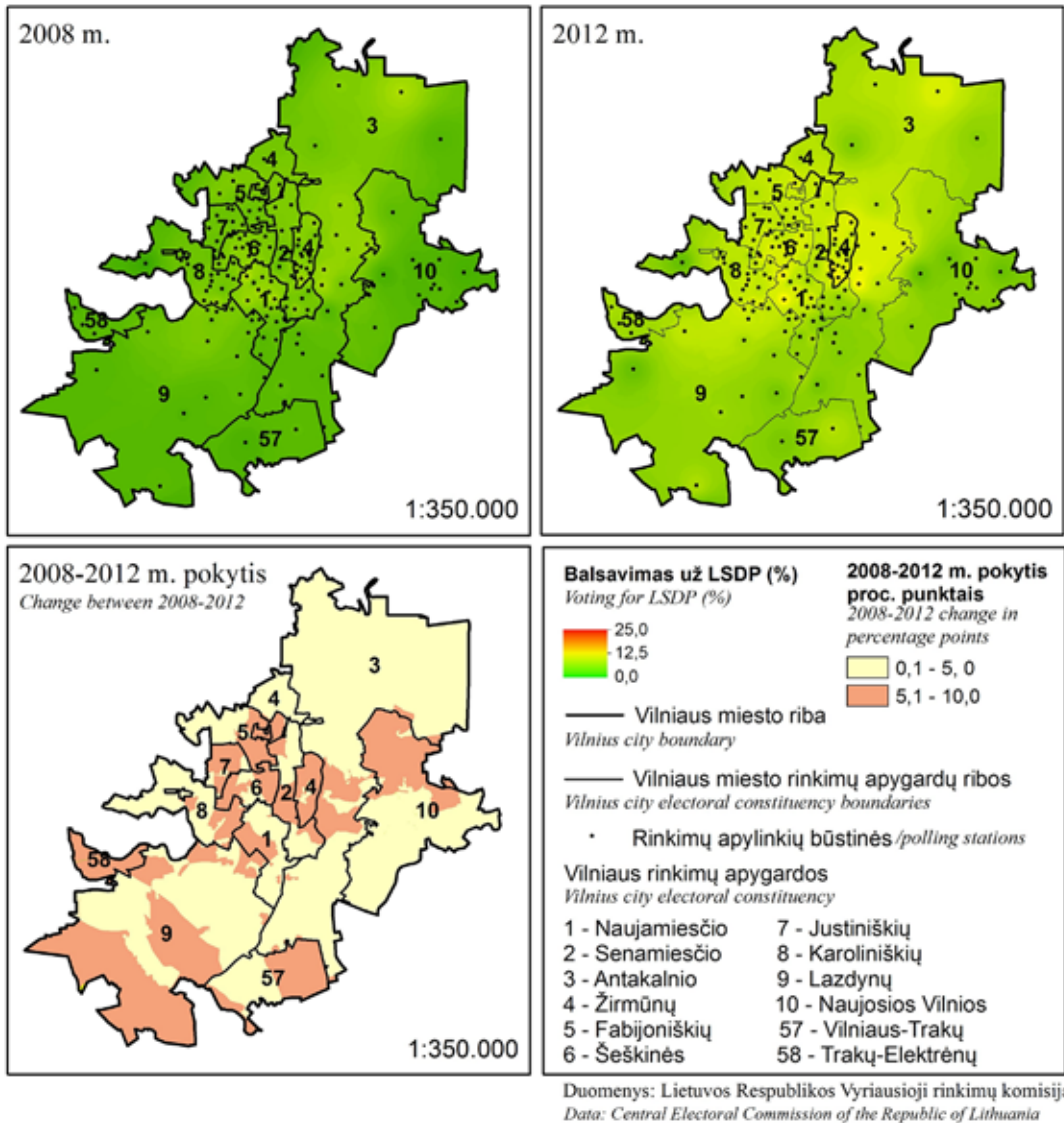 2008 m.
3
4
5
7
6
2
4
8
10
1
58
9
57
1:350.000
2012 m.
3
4
5
7
6
2
4
8
10
1
58
9
57
1:350.000
2008-2012 m. pokytis
Change between 2008-2012
3
4
5
7
6
2
4
8
10
1
58
9
57
1:350.000
Balsavimas už LSDP (%)
Voting for LSDP (%)
25,0
12,5
0,0
2008-2012 m. pokytis
proc. punktais
2008-2012 change in
percentage points
0,1 - 5, 0
5,1 - 10,0
Vilniaus miesto riba
Vilnius city boundary
Vilniaus miesto rinkimų apygardų ribos
Vilnius city electoral constituency boundaries
Rinkimų apylinkių būstinės /polling stations
Vilniaus rinkimų apygardos
Vilnius city electoral constituency
1 - Naujamiesčio
2 - Senamiesčio
3 - Antakalnio
4 - Žirmūnų
5 - Fabijoniškių
6 - Šeškinės
7 - Justiniškių
8 - Karoliniškių
9 - Lazdynų
10 - Naujosios Vilnios
57 - Vilniaus-Trakų
58 - Trakų-Elektrėnų
Duomenys: Lietuvos Respublikos Vyriausioji rinkimų komisija
Data: Central Electoral Commission of the Republic of Lithuania